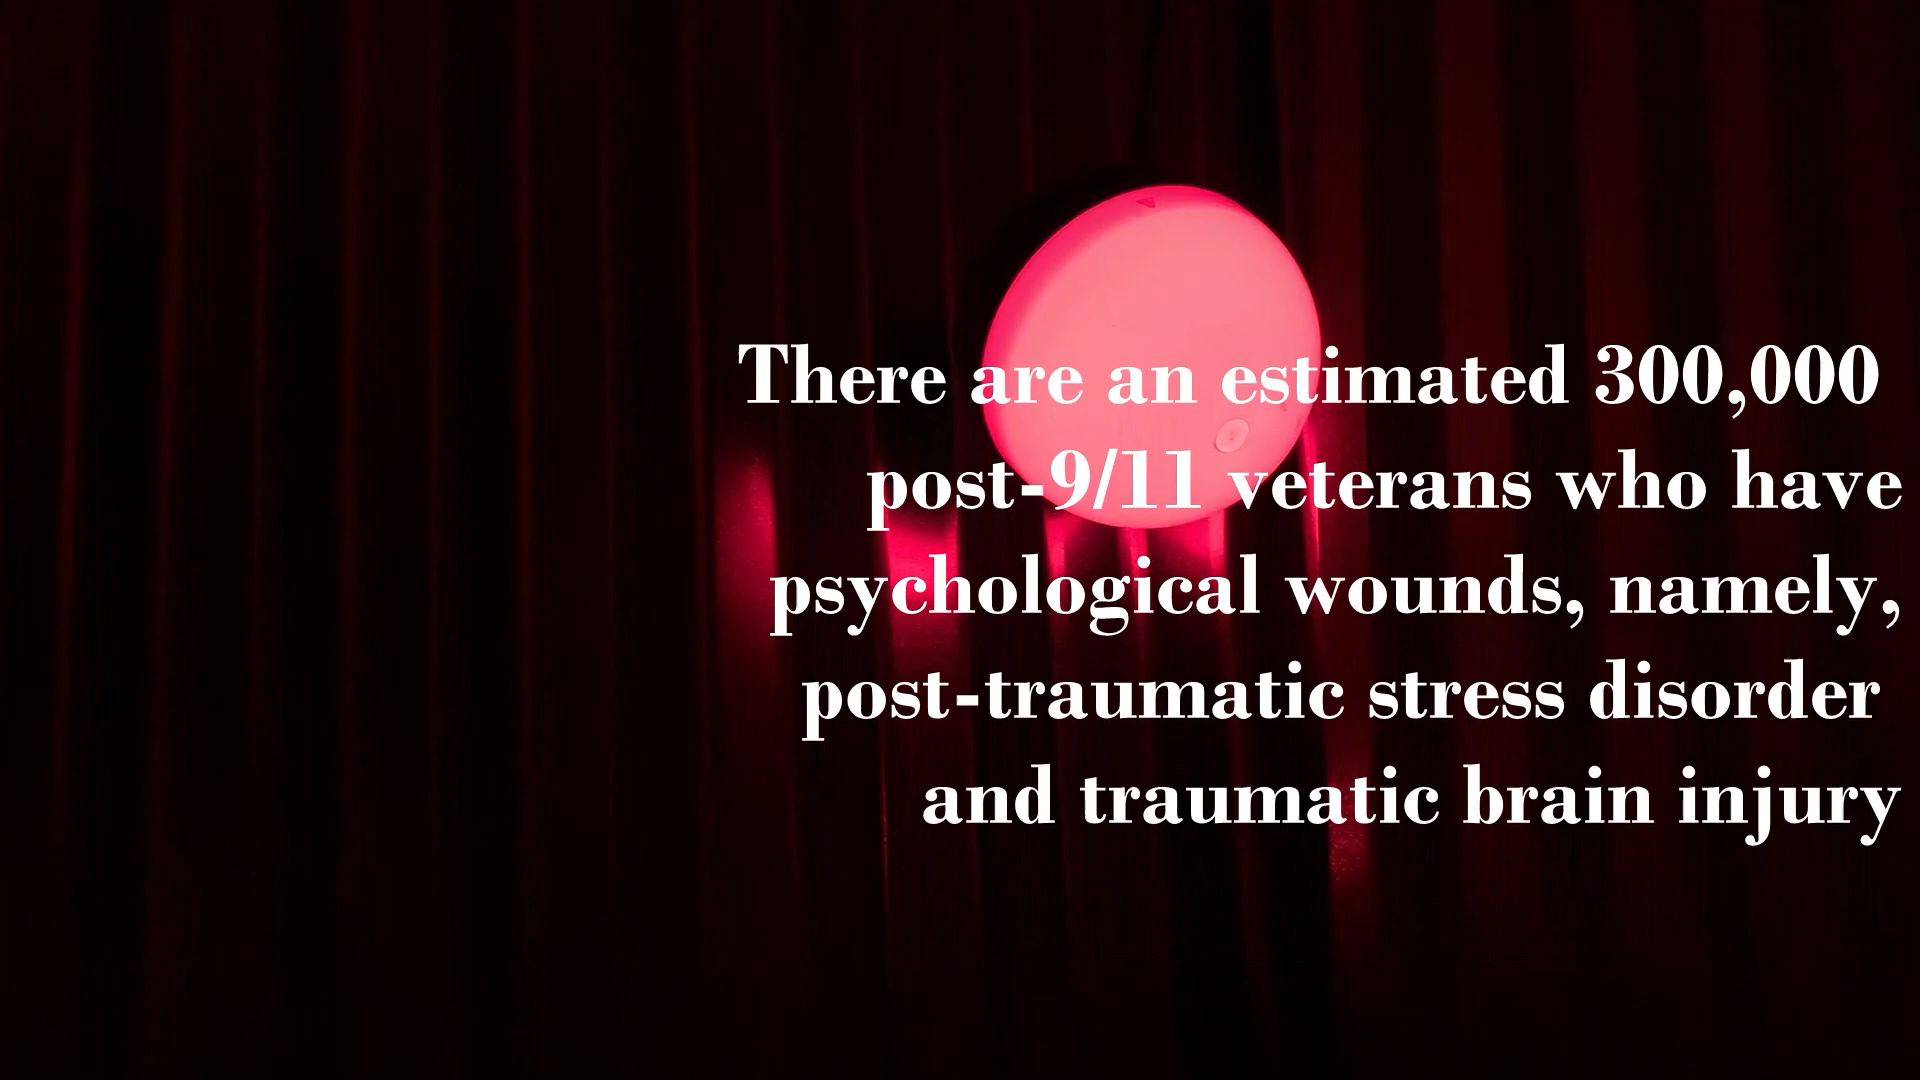 There are an estimated 300,000
post-9/11 veterans who have
psychological wounds, namely,
post-traumatic stress disorder
and traumatic brain injury